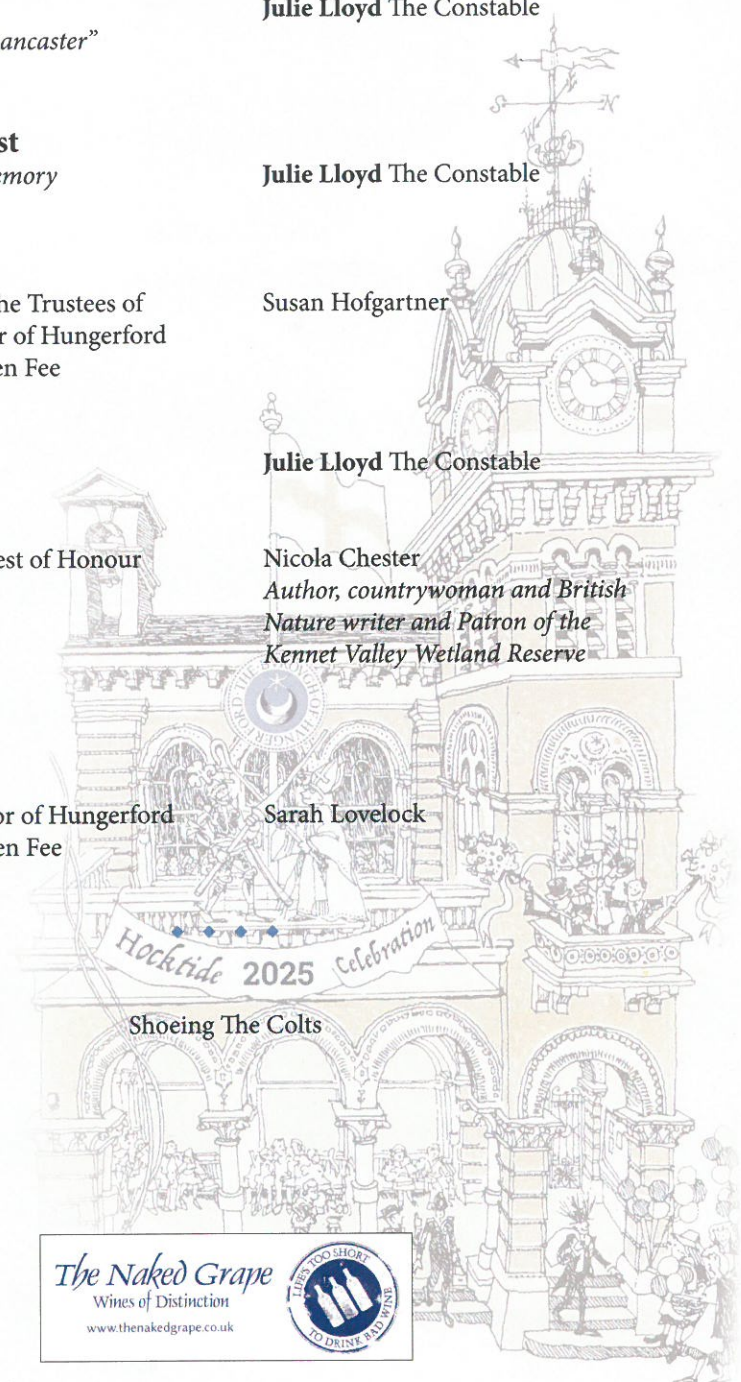 Julie Lloyd The Constable
ancaster”
st
emory
Julie Lloyd The Constable
he Trustees of
r of Hungerford
en Fee
Susan Hofgartner
Julie Lloyd The Constable
est of Honour
Nicola Chester
Author, countrywoman and British
Nature writer and Patron of the
Kennet Valley Wetland Reserve
or of Hungerford
en Fee
Sarah Lovelock
Hocktide 2025 Celebration
Shoeing The Colts
The Naked Grape
Wines of Distinction
www.thenakedgrape.co.uk
LIFE'S TOO SHORT
TO DRINK BAD WINE
S
N